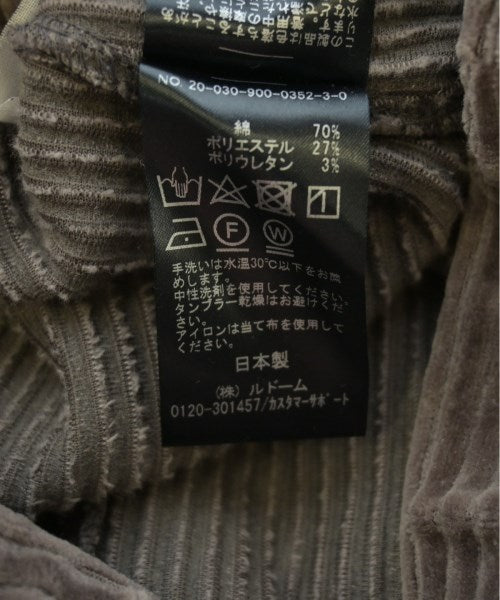 NO 20-030-900-0352-3-0
綿 70%
ポリエステル 27%
ポリウレタン 3%
F W
手洗いは水温30℃以下をお奨
めします。
中性洗剤を使用してください。
タンブラー乾燥はお避けくだ
さい。
アイロンは当て布を使用して
ください。
日本製
(株) ルドーム
0120-301457/カスタマーサポート